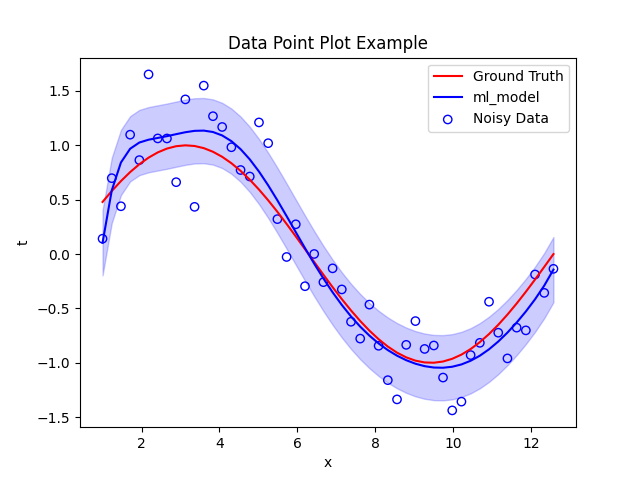 Data Point Plot Example
Ground Truth
ml_model
Noisy Data
1.5
1.0
0.5
0.0
−0.5
−1.0
−1.5
t
2 4 6 8 10 12
x